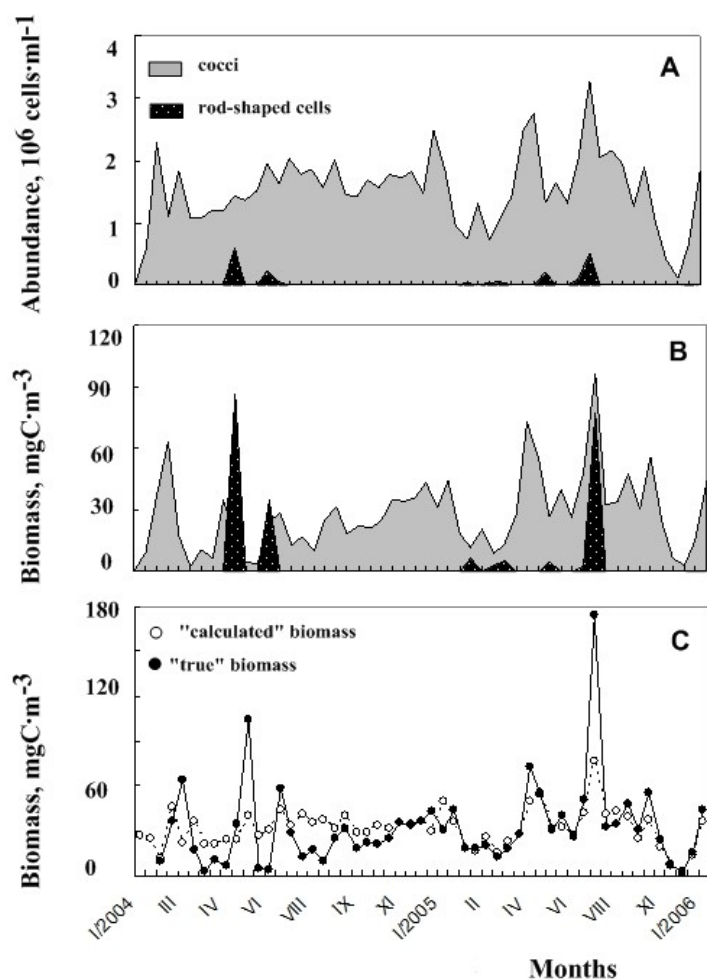 4
3
2
1
0
Abundance, 10⁶ cells·ml⁻¹
A
cocci
rod-shaped cells
120
90
60
30
0
Biomass, mgC·m⁻³
B
180
120
60
0
Biomass, mgC·m⁻³
C
"calculated" biomass
"true" biomass
I/2004
III
IV
VI
VIII
IX
XI
I/2005
II
IV
VI
VIII
XI
I/2006
Months